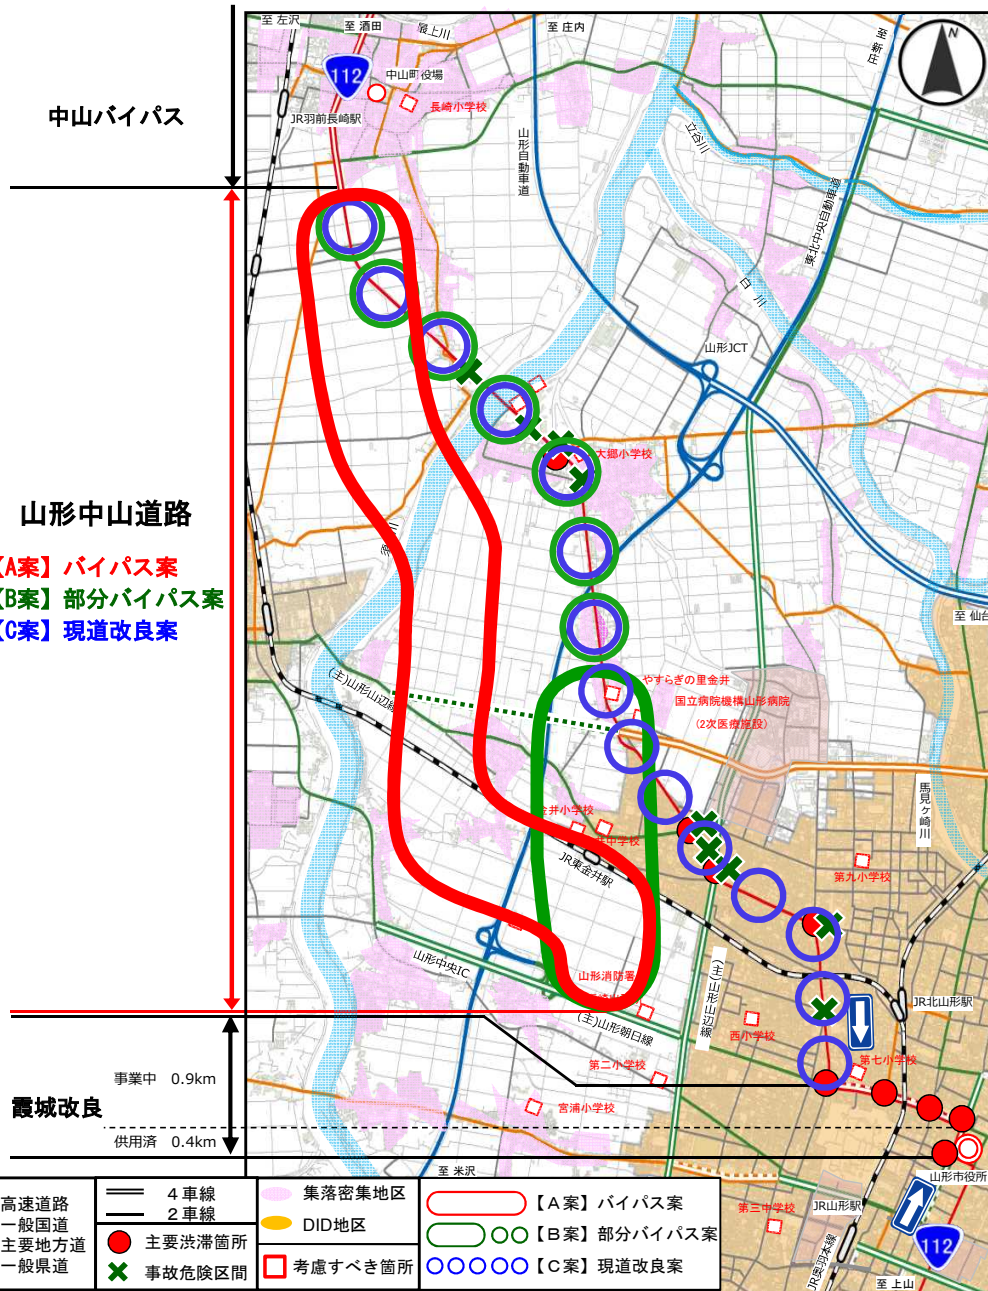 至 左沢
至 酒田
最上川
至 庄内
至 新庄
N
112
中山町役場
長崎小学校
JR羽前長崎駅
中山バイパス
山形自動車道
立谷川
東北中央自動車道
白川
山形JCT
大郷小学校
山形中山道路
【A案】バイパス案
【B案】部分バイパス案
【C案】現道改良案
至 仙台
(主)山形山辺線
やすらぎの里金井
国立病院機構山形病院
(2次医療施設)
馬見ヶ崎川
金井小学校
中学校
JR東金井駅
第九小学校
山形中央IC
山形消防署
(主)山形朝日線
(主)山形山辺線
JR北山形駅
西小学校
第七小学校
第二小学校
宮浦小学校
事業中 0.9km
霞城改良
供用済 0.4km
至 米沢
山形市役所
第三中学校
JR山形駅
JR奥羽本線
112
至 上山
高速道路
一般国道
主要地方道
一般県道
4車線
2車線
主要渋滞箇所
事故危険区間
集落密集地区
DID地区
考慮すべき箇所
【A案】バイパス案
【B案】部分バイパス案
【C案】現道改良案